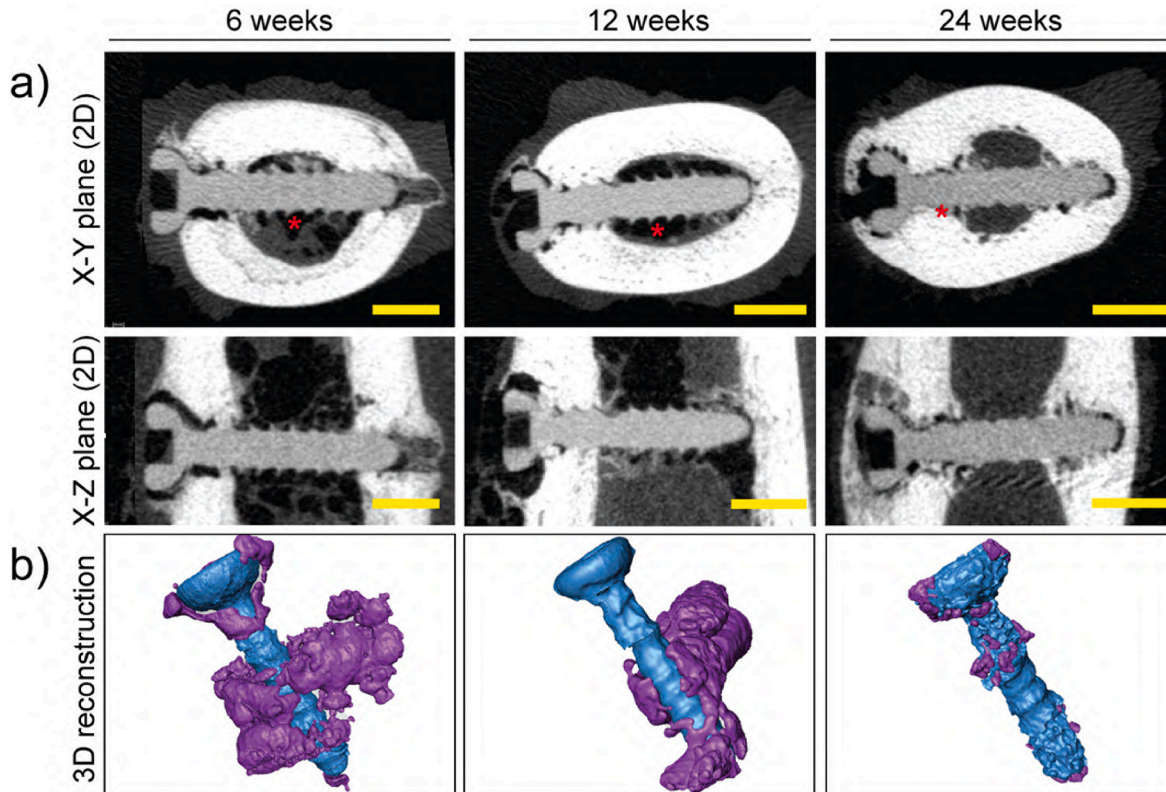 6 weeks 12 weeks 24 weeks
a)
X-Y plane (2D)
*
*
*
X-Z plane (2D)
b)
3D reconstruction